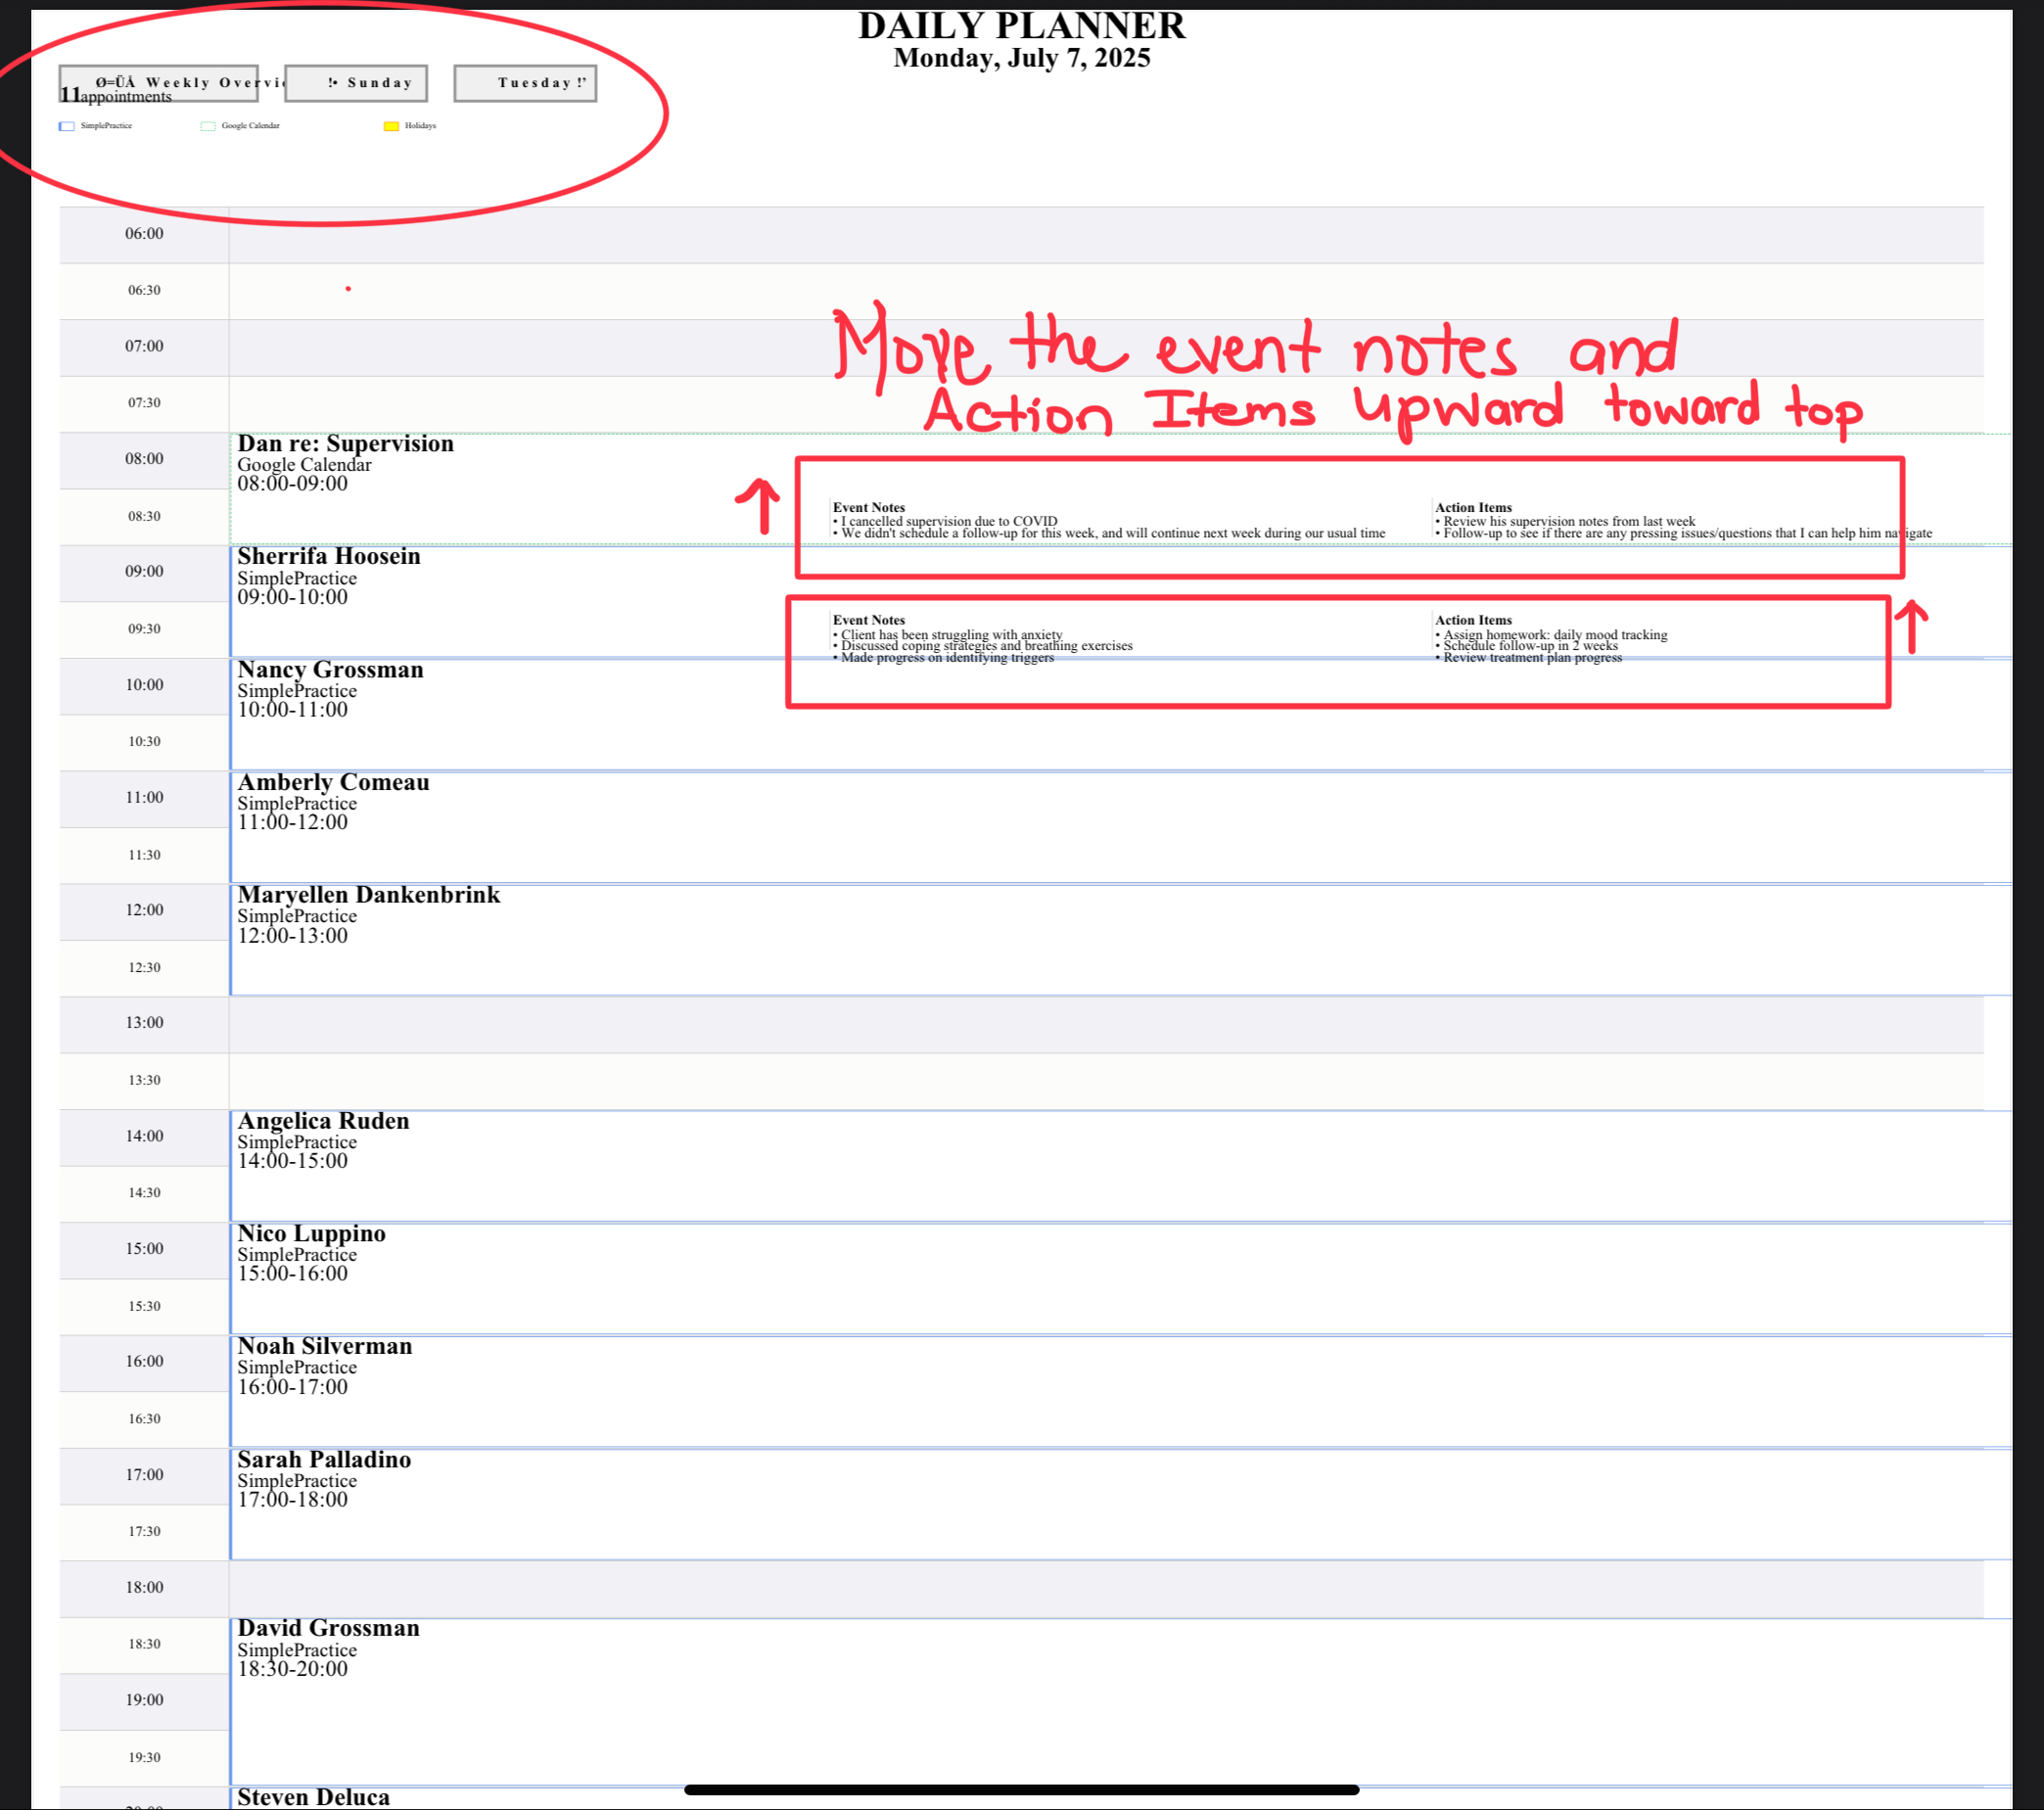 DAILY PLANNER
Monday, July 7, 2025
Ø=ÜÅ Weekly Overvie
!• Sunday
Tuesday !'
11appointments
SimplePractice
Google Calendar
Holidays
06:00
06:30
Move the event notes and
07:00
Action Items Upward toward top
07:30
Dan re: Supervision
08:00
Google Calendar
08:00-09:00
08:30
Event Notes
• I cancelled supervision due to COVID
• We didn't schedule a follow-up for this week, and will continue next week during our usual time
Action Items
• Review his supervision notes from last week
• Follow-up to see if there are any pressing issues/questions that I can help him navigate
Sherrifa Hoosein
09:00
SimplePractice
09:00-10:00
09:30
Event Notes
• Client has been struggling with anxiety
• Discussed coping strategies and breathing exercises
• Made progress on identifying triggers
Action Items
• Assign homework: daily mood tracking
• Schedule follow-up in 2 weeks
• Review treatment plan progress
Nancy Grossman
10:00
SimplePractice
10:00-11:00
10:30
Amberly Comeau
11:00
SimplePractice
11:00-12:00
11:30
Maryellen Dankenbrink
12:00
SimplePractice
12:00-13:00
12:30
13:00
13:30
Angelica Ruden
14:00
SimplePractice
14:00-15:00
14:30
Nico Luppino
15:00
SimplePractice
15:00-16:00
15:30
Noah Silverman
16:00
SimplePractice
16:00-17:00
16:30
Sarah Palladino
17:00
SimplePractice
17:00-18:00
17:30
18:00
David Grossman
18:30
SimplePractice
18:30-20:00
19:00
19:30
Steven Deluca